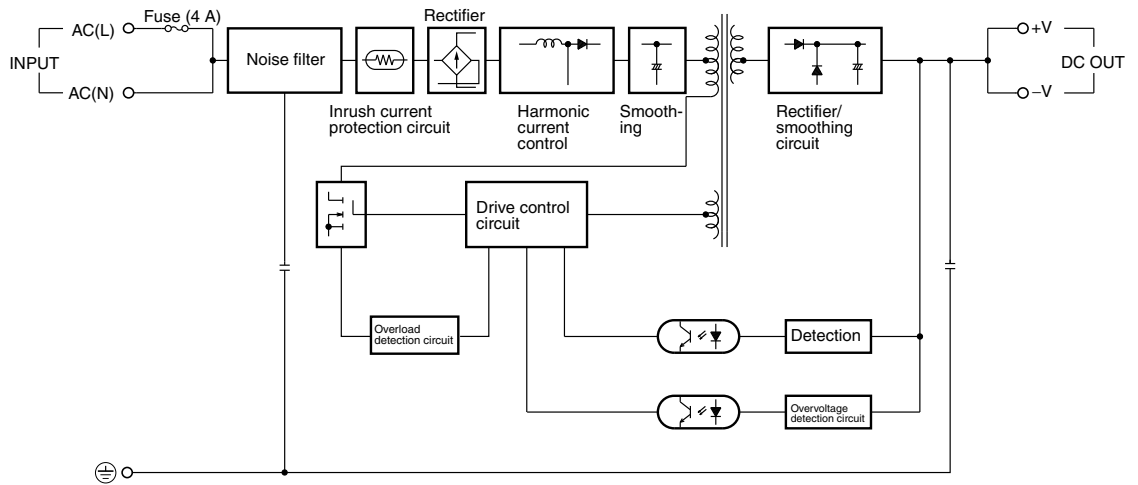 Rectifier
Fuse (4 A)
AC(L)
INPUT
AC(N)
Noise filter
+V
DC OUT
−V
Inrush current
protection circuit
Harmonic
current
control
Smooth-
ing
Rectifier/
smoothing
circuit
Drive control
circuit
Overload
detection circuit
Detection
Overvoltage
detection circuit